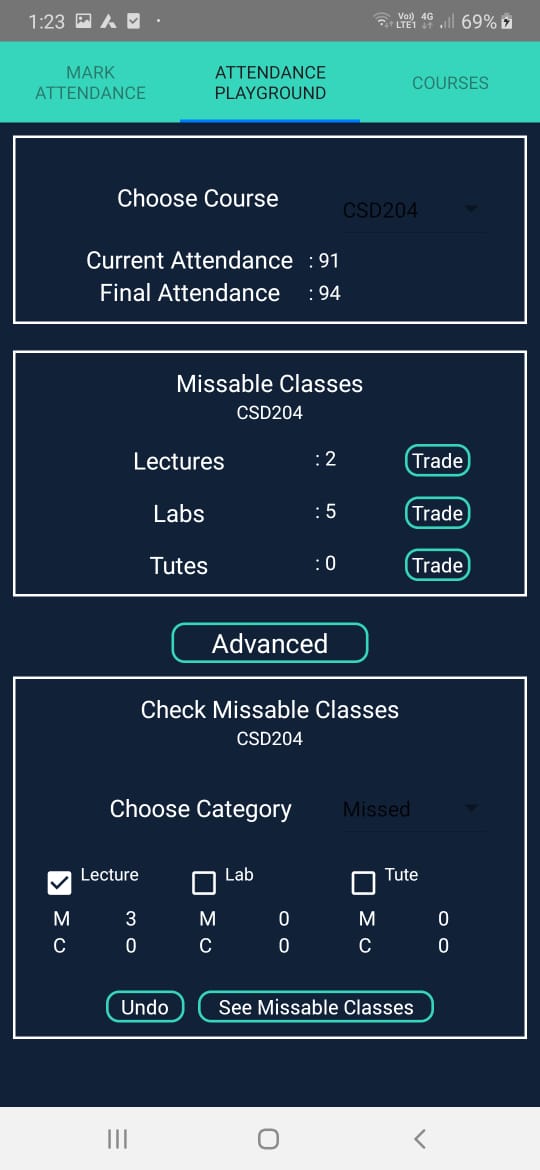 1:23
Vo) 4G
LTE1
69%
MARK
ATTENDANCE
ATTENDANCE
PLAYGROUND
COURSES
Choose Course
CSD204
Current Attendance : 91
Final Attendance : 94
Missable Classes
CSD204
Lectures : 2 Trade
Labs : 5 Trade
Tutes : 0 Trade
Advanced
Check Missable Classes
CSD204
Choose Category Missed
Lecture Lab Tute
M 3 M 0 M 0
C 0 C 0 C 0
Undo See Missable Classes